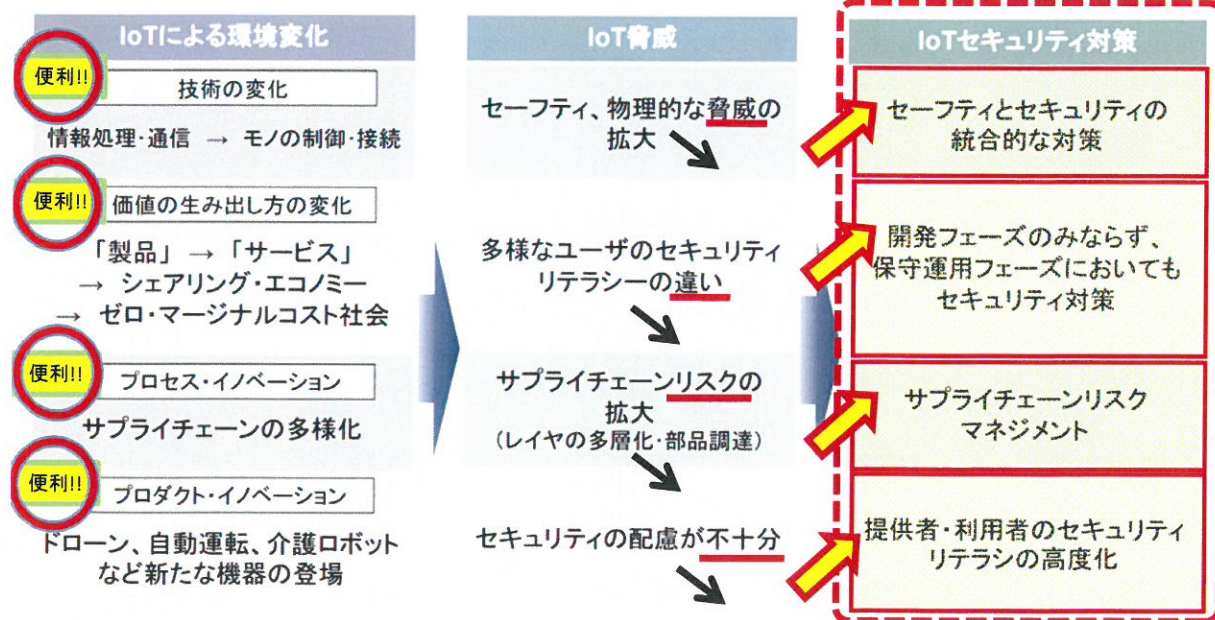 IoTによる環境変化
便利!!
技術の変化
情報処理・通信 → モノの制御・接続
便利!!
価値の生み出し方の変化
「製品」 → 「サービス」
→ シェアリング・エコノミー
→ ゼロ・マージナルコスト社会
便利!!
プロセス・イノベーション
サプライチェーンの多様化
便利!!
プロダクト・イノベーション
ドローン、自動運転、介護ロボット
など新たな機器の登場
IoT脅威
セーフティ、物理的な脅威の
拡大
多様なユーザのセキュリティ
リテラシーの違い
サプライチェーンリスクの
拡大
(レイヤの多層化・部品調達)
セキュリティの配慮が不十分
IoTセキュリティ対策
セーフティとセキュリティの
統合的な対策
開発フェーズのみならず、
保守運用フェーズにおいても
セキュリティ対策
サプライチェーンリスク
マネジメント
提供者・利用者のセキュリティ
リテラシの高度化